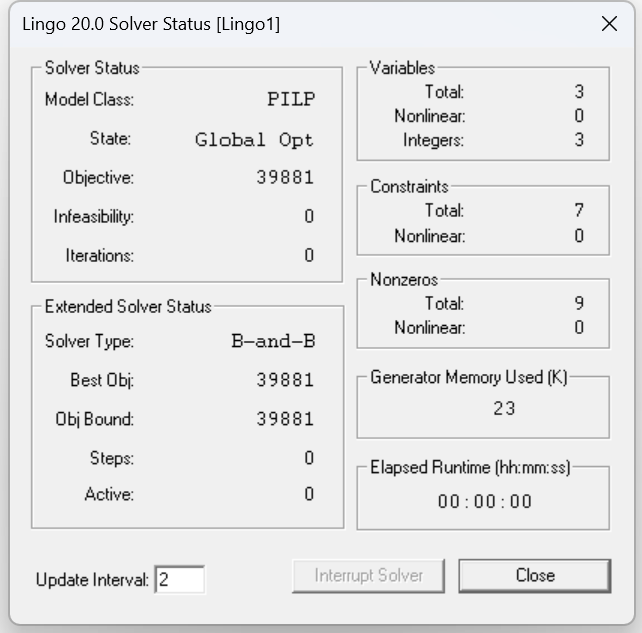 Lingo 20.0 Solver Status [Lingo1]
Solver Status
Model Class: PILP
State: Global Opt
Objective: 39881
Infeasibility: 0
Iterations: 0
Extended Solver Status
Solver Type: B-and-B
Best Obj: 39881
Obj Bound: 39881
Steps: 0
Active: 0
Variables
Total: 3
Nonlinear: 0
Integers: 3
Constraints
Total: 7
Nonlinear: 0
Nonzeros
Total: 9
Nonlinear: 0
Generator Memory Used (K)
23
Elapsed Runtime (hh:mm:ss)
00:00:00
Update Interval: 2
Interrupt Solver
Close